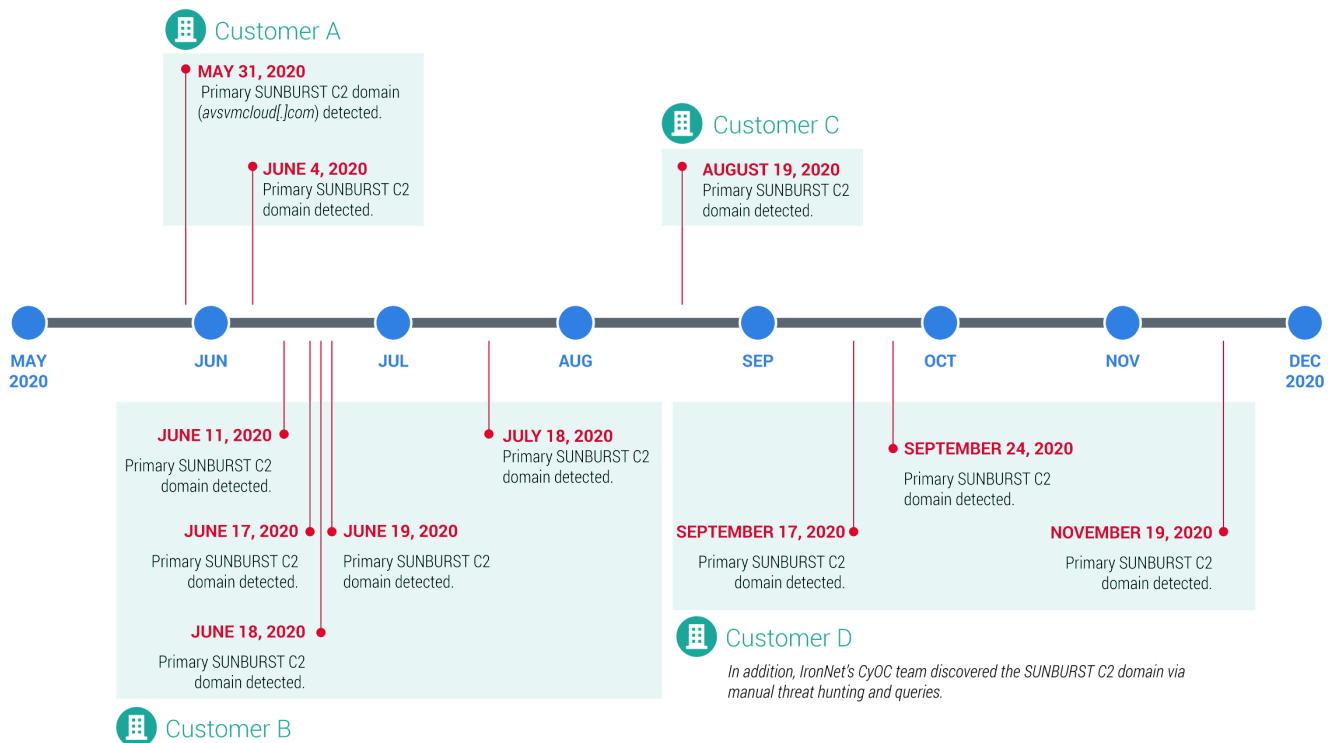 Customer A
MAY 31, 2020
Primary SUNBURST C2 domain
(avsvmcloud[.]com) detected.
JUNE 4, 2020
Primary SUNBURST C2
domain detected.
Customer C
AUGUST 19, 2020
Primary SUNBURST C2
domain detected.
MAY
2020
JUN
JUL
AUG
SEP
OCT
NOV
DEC
2020
JUNE 11, 2020
Primary SUNBURST C2
domain detected.
JUNE 17, 2020
Primary SUNBURST C2
domain detected.
JUNE 18, 2020
Primary SUNBURST C2
domain detected.
JUNE 19, 2020
Primary SUNBURST C2
domain detected.
JULY 18, 2020
Primary SUNBURST C2
domain detected.
Customer B
SEPTEMBER 17, 2020
Primary SUNBURST C2
domain detected.
SEPTEMBER 24, 2020
Primary SUNBURST C2
domain detected.
NOVEMBER 19, 2020
Primary SUNBURST C2
domain detected.
Customer D
In addition, IronNet's CyOC team discovered the SUNBURST C2 domain via
manual threat hunting and queries.